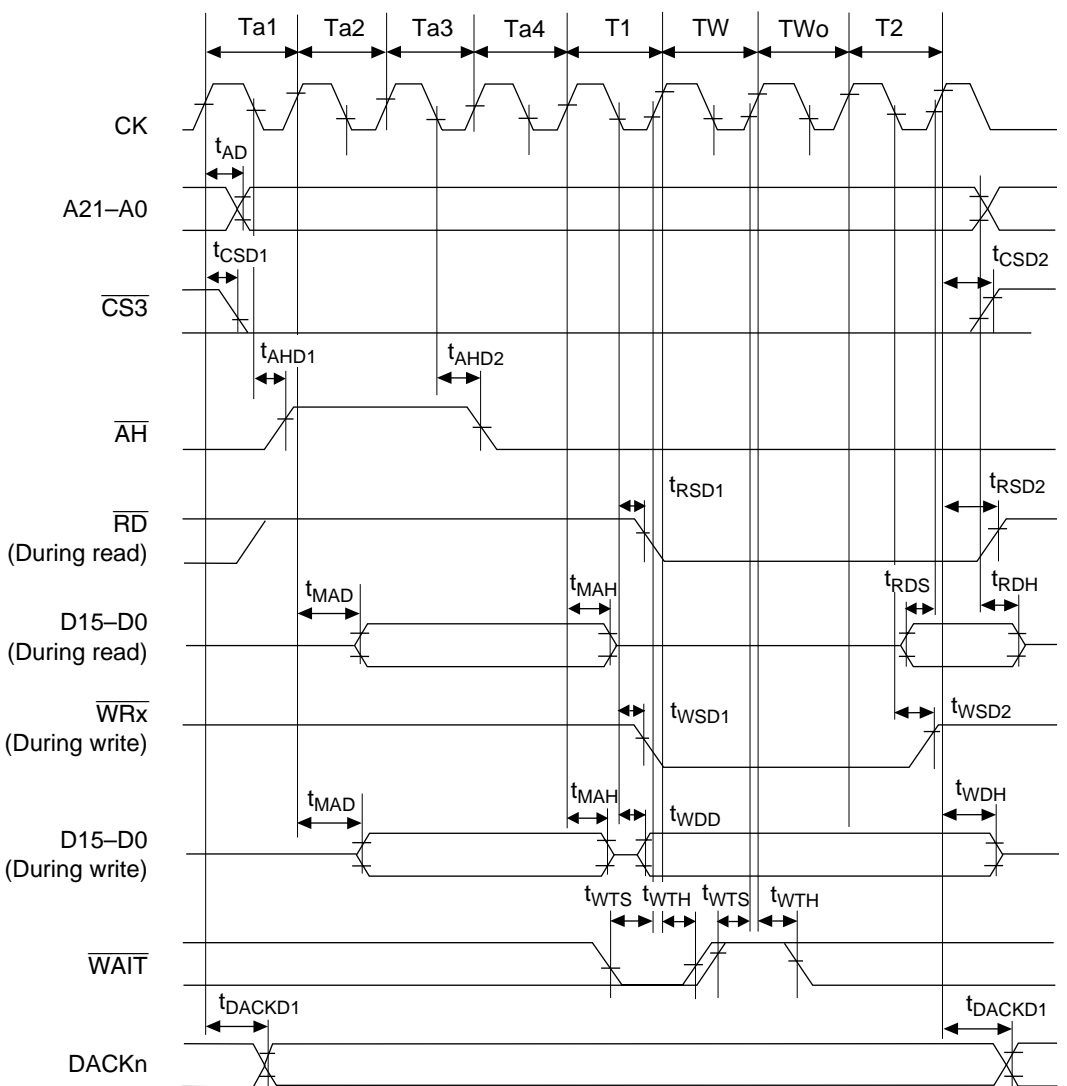 Ta1 Ta2 Ta3 Ta4 T1 TW TWo T2
CK
tAD
A21–A0
tCSD1 tCSD2
CS3
tAHD1 tAHD2
AH
tRSD1 tRSD2
RD
(During read)
tMAD tMAH tRDS tRDH
D15–D0
(During read)
WRx tWSD1 tWSD2
(During write)
tMAD tMAH tWDD tWDH
D15–D0
(During write)
tWTS tWTH tWTS tWTH
WAIT
tDACKD1 tDACKD1
DACKn